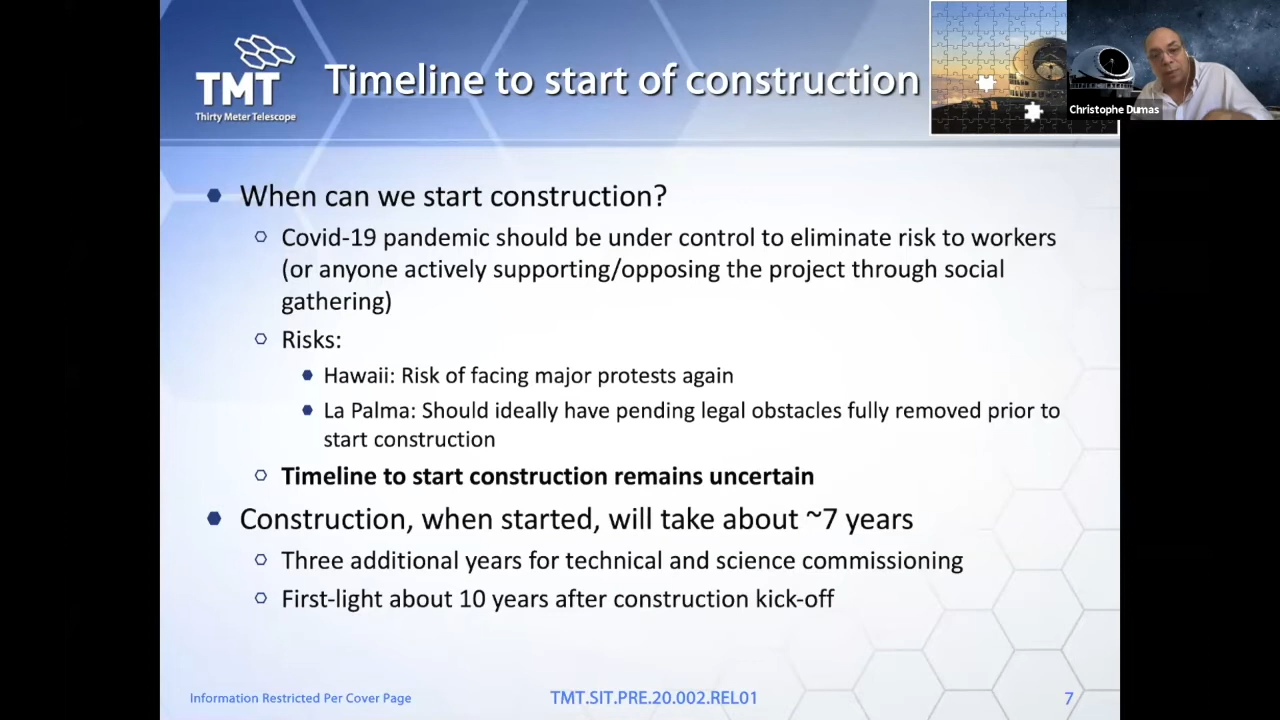 TMT
Thirty Meter Telescope
Timeline to start of construction
Christophe Dumas
When can we start construction?
Covid-19 pandemic should be under control to eliminate risk to workers
(or anyone actively supporting/opposing the project through social
gathering)
Risks:
Hawaii: Risk of facing major protests again
La Palma: Should ideally have pending legal obstacles fully removed prior to
start construction
Timeline to start construction remains uncertain
Construction, when started, will take about ~7 years
Three additional years for technical and science commissioning
First-light about 10 years after construction kick-off
Information Restricted Per Cover Page
TMT.SIT.PRE.20.002.REL01
7